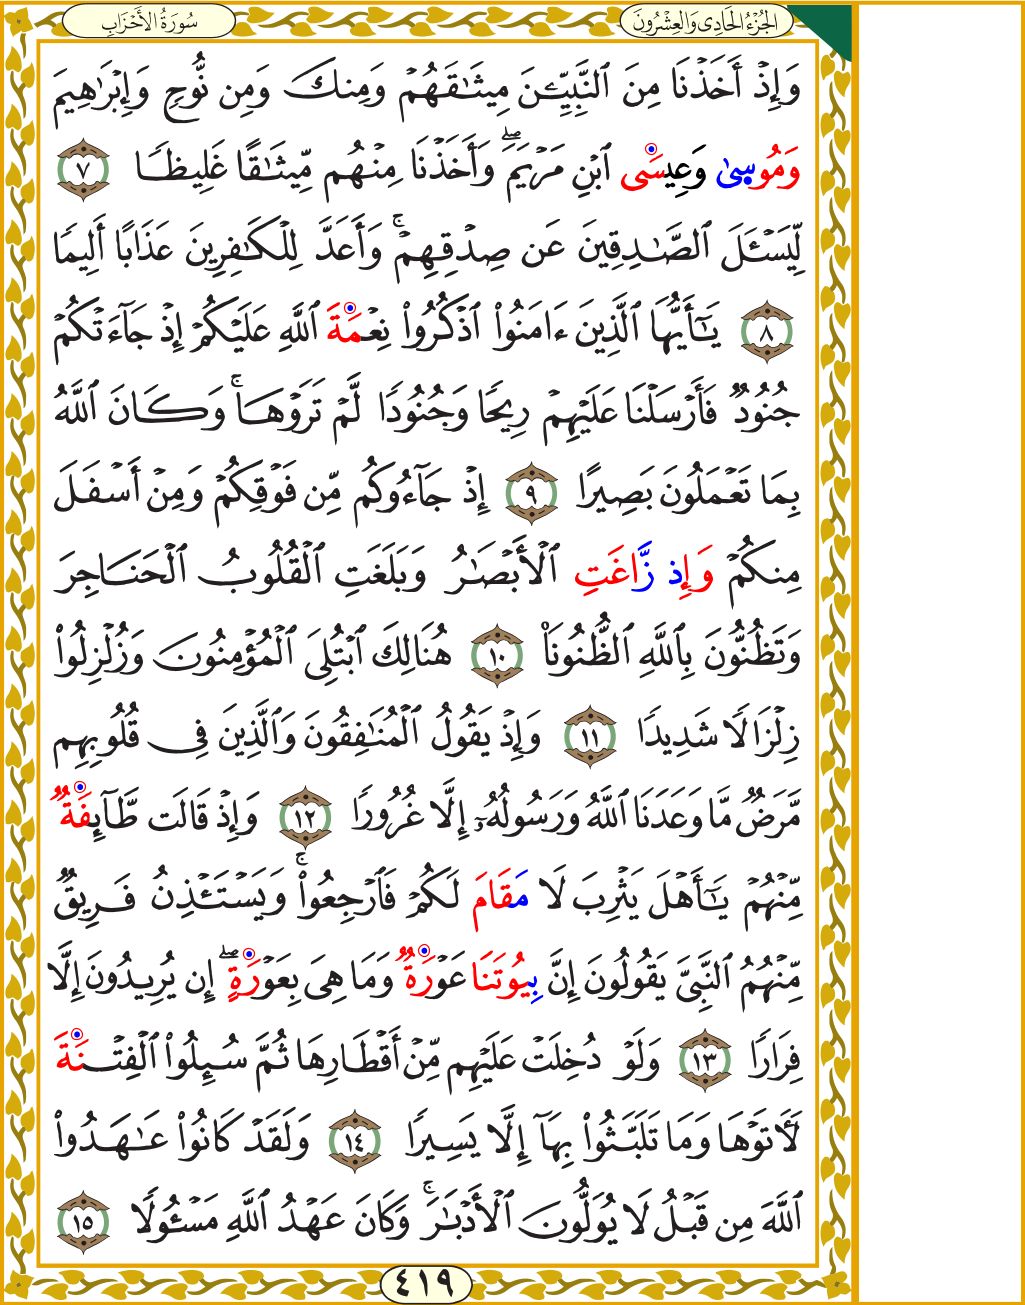 الجُزْءُ الحَادِى وَالعِشْرُونَ
سُورَةُ الأَحْزَابِ
وَإِذْ أَخَذْنَا مِنَ ٱلنَّبِيِّـۧنَ مِيثَـٰقَهُمْ وَمِنكَ وَمِن نُّوحٍ وَإِبْرَٰهِيمَ
وَمُوسِىٰ وَعِيسَى ٱبْنِ مَرْيَمَ ۖ وَأَخَذْنَا مِنْهُم مِّيثَـٰقًا غَلِيظًا ٧
لِّيَسْـَٔلَ ٱلصَّـٰدِقِينَ عَن صِدْقِهِمْ ۚ وَأَعَدَّ لِلْكَـٰفِرِينَ عَذَابًا أَلِيمًا
٨ يَـٰٓأَيُّهَا ٱلَّذِينَ ءَامَنُوا۟ ٱذْكُرُوا۟ نِعْمَةَ ٱللَّهِ عَلَيْكُمْ إِذْ جَآءَتْكُمْ
جُنُودٌ فَأَرْسَلْنَا عَلَيْهِمْ رِيحًا وَجُنُودًا لَّمْ تَرَوْهَا ۚ وَكَانَ ٱللَّهُ
بِمَا تَعْمَلُونَ بَصِيرًا ٩ إِذْ جَآءُوكُم مِّن فَوْقِكُمْ وَمِنْ أَسْفَلَ
مِنكُمْ وَإِذ زَّاغَتِ ٱلْأَبْصَـٰرُ وَبَلَغَتِ ٱلْقُلُوبُ ٱلْحَنَاجِرَ
وَتَظُنُّونَ بِٱللَّهِ ٱلظُّنُونَا۠ ١٠ هُنَالِكَ ٱبْتُلِىَ ٱلْمُؤْمِنُونَ وَزُلْزِلُوا۟
زِلْزَالًا شَدِيدًا ١١ وَإِذْ يَقُولُ ٱلْمُنَـٰفِقُونَ وَٱلَّذِينَ فِى قُلُوبِهِم
مَّرَضٌ مَّا وَعَدَنَا ٱللَّهُ وَرَسُولُهُۥٓ إِلَّا غُرُورًا ١٢ وَإِذْ قَالَت طَّآئِفَةٌ
مِّنْهُمْ يَـٰٓأَهْلَ يَثْرِبَ لَا مَقَامَ لَكُمْ فَٱرْجِعُوا۟ ۚ وَيَسْتَـْٔذِنُ فَرِيقٌ
مِّنْهُمُ ٱلنَّبِىَّ يَقُولُونَ إِنَّ بِيُوتَنَا عَوْرَةٌ وَمَا هِىَ بِعَوْرَةٍ ۖ إِن يُرِيدُونَ إِلَّا
فِرَارًا ١٣ وَلَوْ دُخِلَتْ عَلَيْهِم مِّنْ أَقْطَارِهَا ثُمَّ سُئِلُوا۟ ٱلْفِتْنَةَ
لَـَٔاتَوْهَا وَمَا تَلَبَّثُوا۟ بِهَآ إِلَّا يَسِيرًا ١٤ وَلَقَدْ كَانُوا۟ عَـٰهَدُوا۟
ٱللَّهَ مِن قَبْلُ لَا يُوَلُّونَ ٱلْأَدْبَـٰرَ ۚ وَكَانَ عَهْدُ ٱللَّهِ مَسْـُٔولًا ١٥
٤١٩